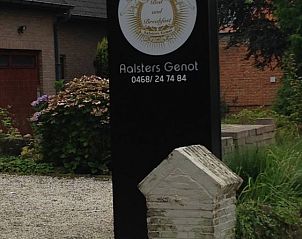 Bed
and
Breakfast
Aalsters Genot
0468/ 24 74 84